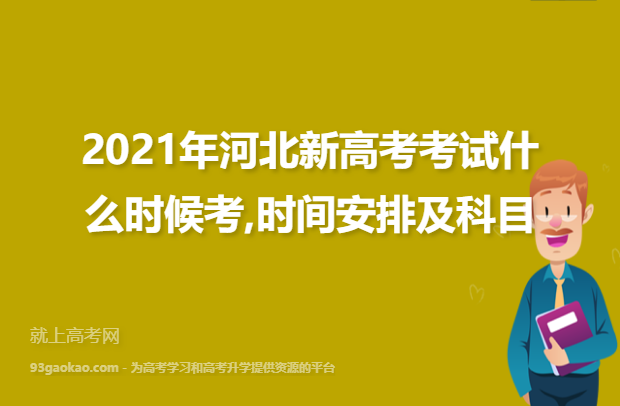 2021年河北新高考考试什
么时候考,时间安排及科目
就上高考网
93gaokao.com - 为高考学习和高考升学提供资源的平台